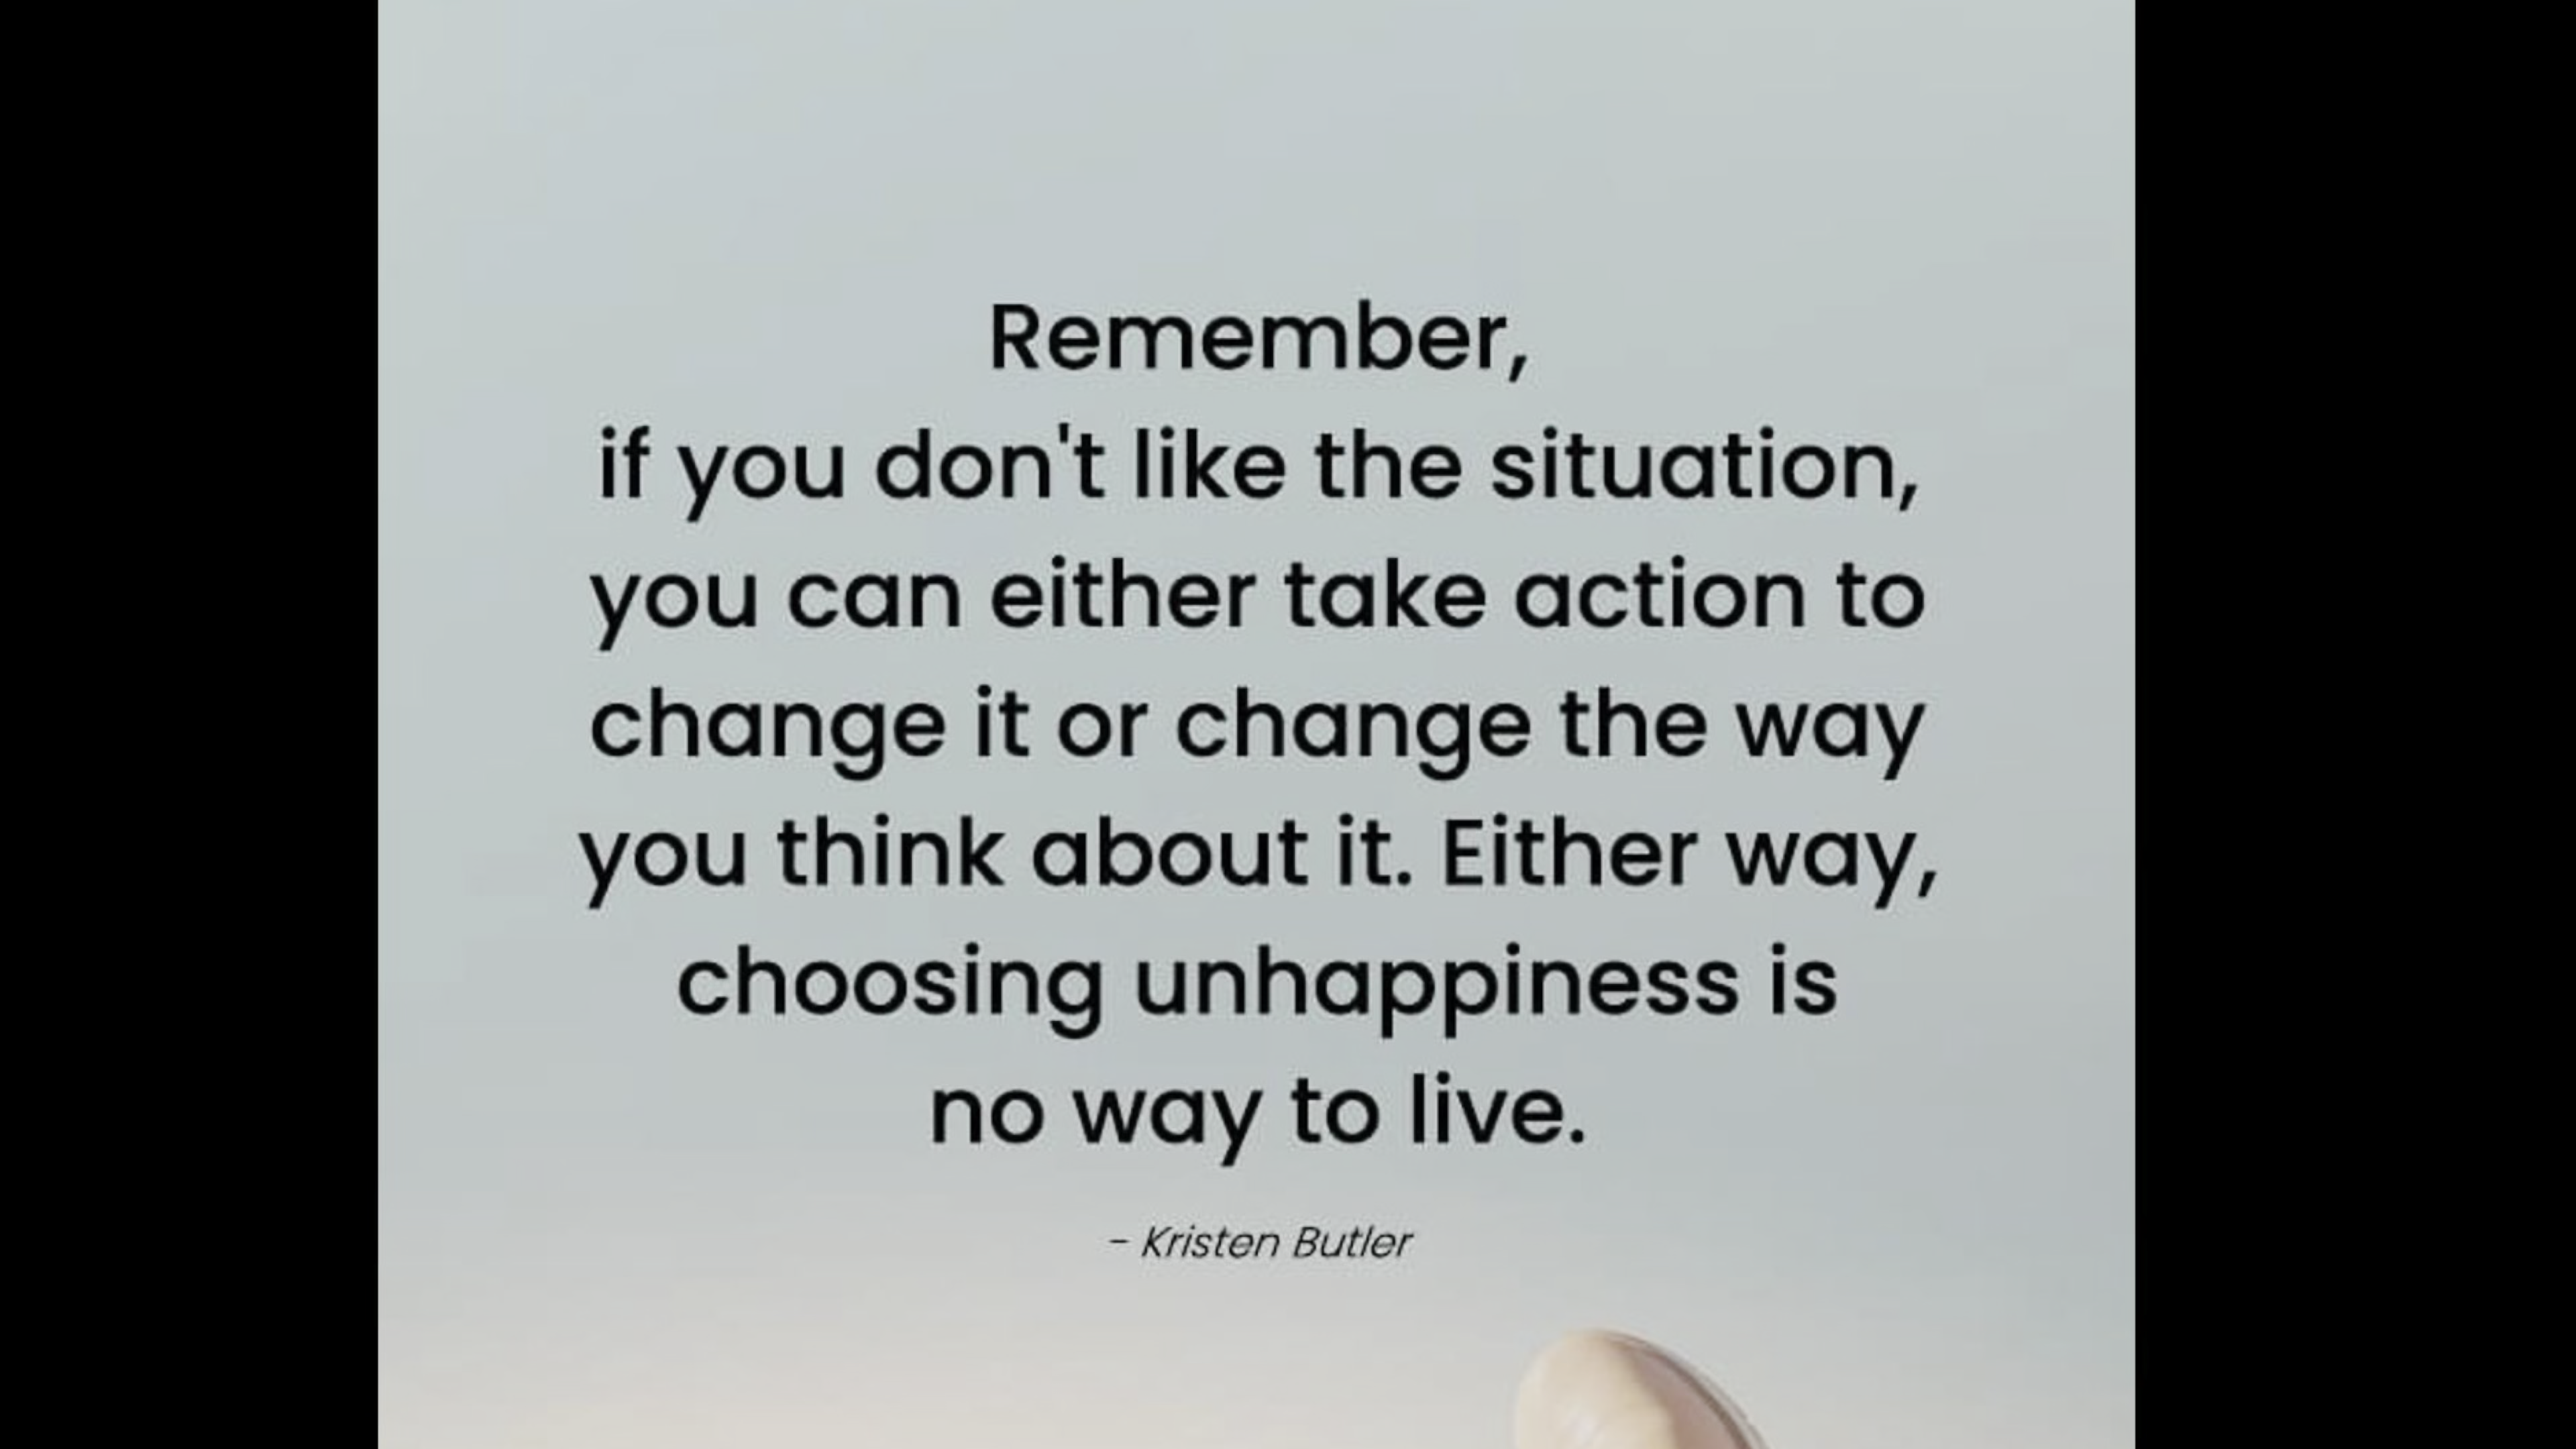 Remember,
if you don't like the situation,
you can either take action to
change it or change the way
you think about it. Either way,
choosing unhappiness is
no way to live.
- Kristen Butler